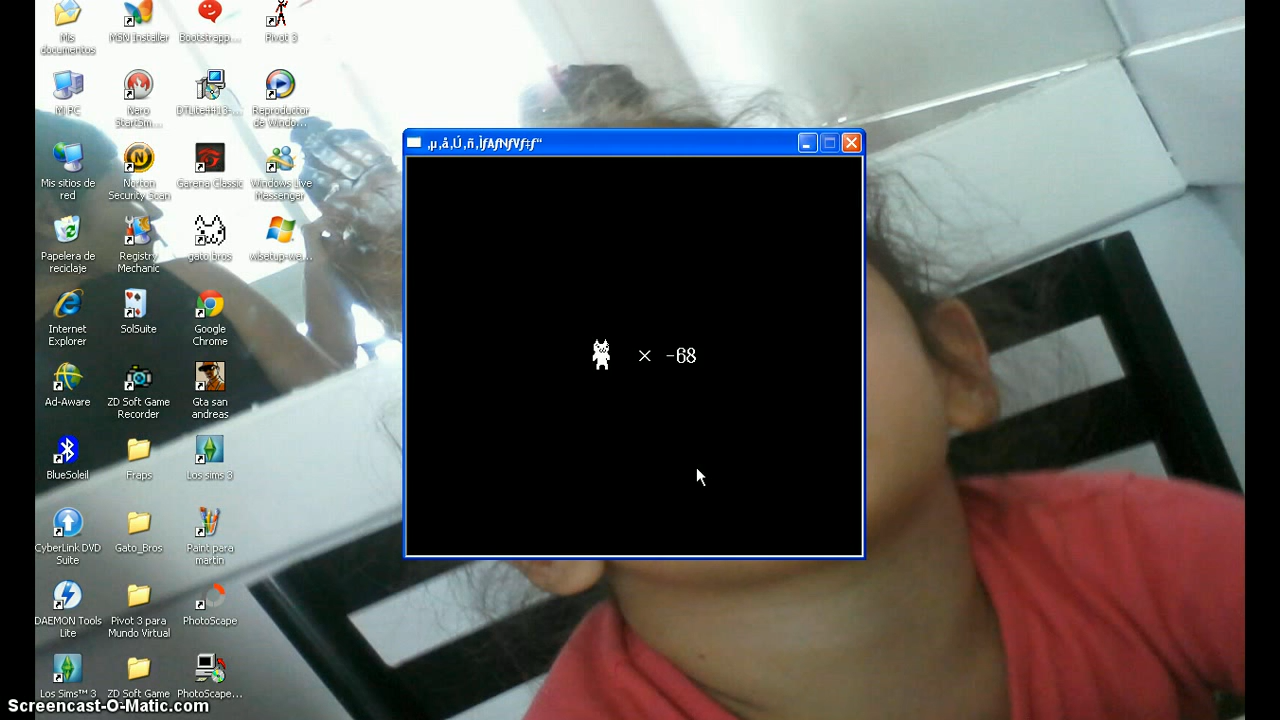 Mis
documentos
MSN Installer
Bootstrapp...
Pivot 3
Mi PC
Nero
StartSm...
DTLite4413-...
Reproductor
de Windo...
Mis sitios de
red
Norton
Security Scan
Garena Classic
Windows Live
Messenger
Papelera de
reciclaje
Registry
Mechanic
gato bros
wlsetup-we...
Internet
Explorer
SolSuite
Google
Chrome
Ad-Aware
ZD Soft Game
Recorder
Gta san
andreas
BlueSoleil
Fraps
Los sims 3
CyberLink DVD
Suite
Gato_Bros
Paint para
martin
DAEMON Tools
Lite
Pivot 3 para
Mundo Virtual
PhotoScape
Los Sims™ 3
ZD Soft Game
PhotoScape...
‚µ‚å‚Ú‚ñ‚ÌƒAƒNƒVƒ‡ƒ“
× -68
Screencast-O-Matic.com